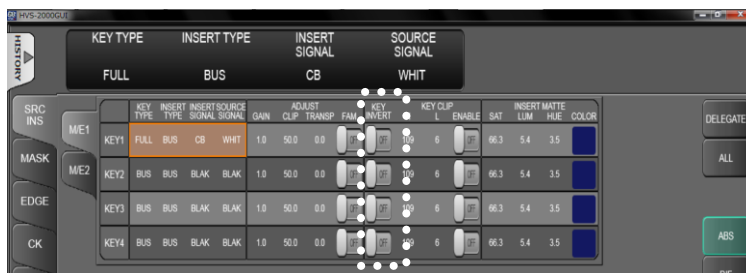 HVS-2000GUI
HISTORY
KEY TYPE INSERT TYPE INSERT SIGNAL SOURCE SIGNAL
FULL BUS CB WHIT
SRC INS
MASK
EDGE
CK
M/E1
M/E2
KEY TYPE INSERT TYPE INSERT SIGNAL SOURCE SIGNAL GAIN ADJUST CLIP TRANSP FAM KEY INVERT KEY CLIP L ENABLE SAT INSERT MATTE LUM HUE COLOR
KEY1 FULL BUS CB WHIT 1.0 50.0 0.0 OFF OFF 109 6 OFF 66.3 5.4 3.5
KEY2 BUS BUS BLAK BLAK 1.0 50.0 0.0 OFF OFF 109 6 OFF 66.3 5.4 3.5
KEY3 BUS BUS BLAK BLAK 1.0 50.0 0.0 OFF OFF 109 6 OFF 66.3 5.4 3.5
KEY4 BUS BUS BLAK BLAK 1.0 50.0 0.0 OFF OFF 109 6 OFF 66.3 5.4 3.5
DELEGATE
ALL
ABS